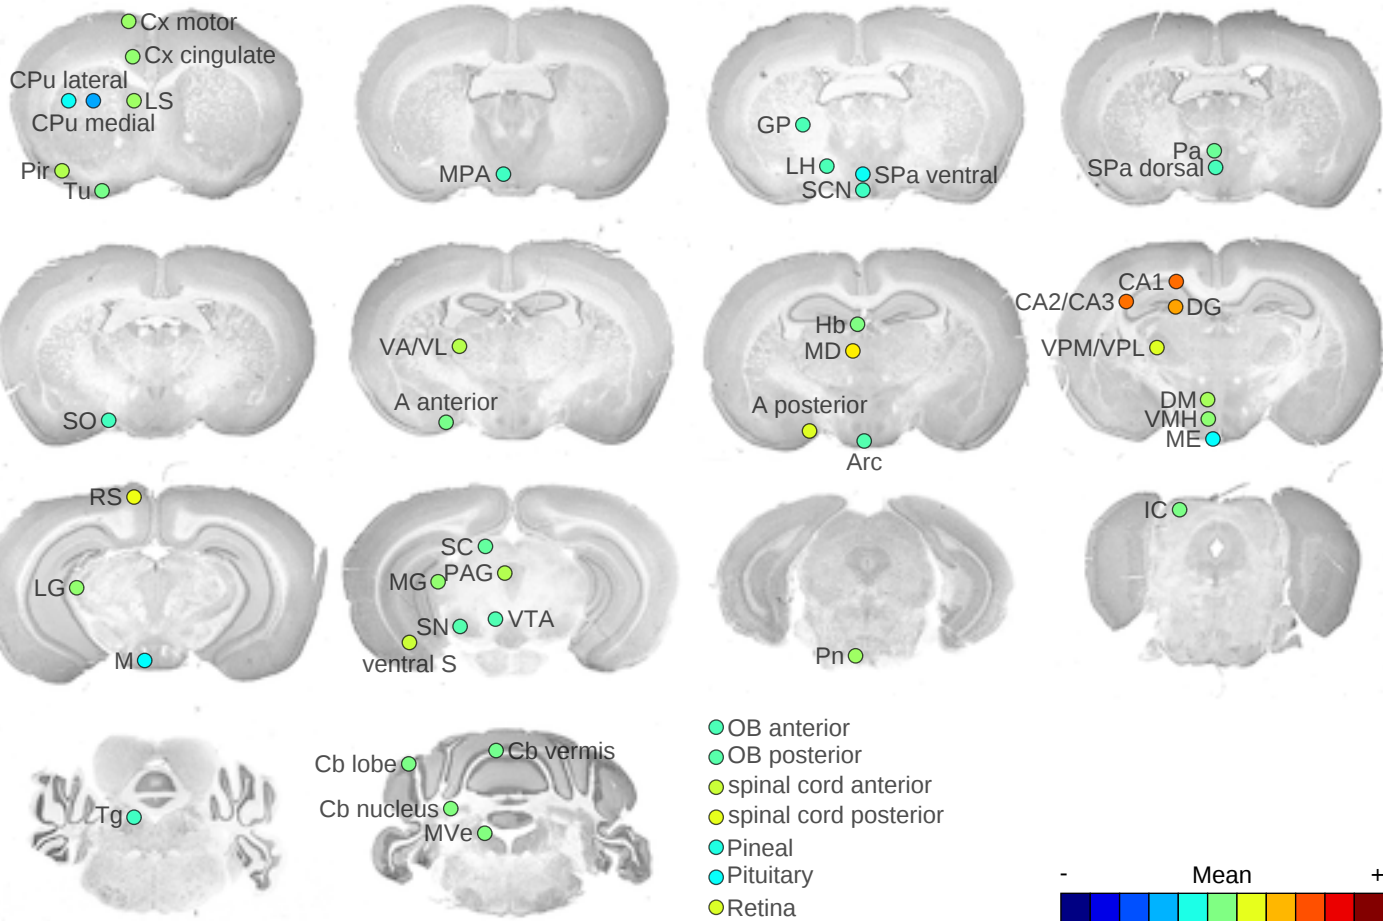 Cx motor
Cx cingulate
CPu lateral
LS
CPu medial
Pir
Tu
MPA
GP
LH
SPa ventral
SCN
Pa
SPa dorsal
SO
VA/VL
A anterior
Hb
MD
A posterior
Arc
CA1
CA2/CA3
DG
VPM/VPL
DM
VMH
ME
RS
LG
M
SC
MG
PAG
SN
VTA
ventral S
Pn
IC
Tg
Cb lobe
Cb vermis
Cb nucleus
MVe
OB anterior
OB posterior
spinal cord anterior
spinal cord posterior
Pineal
Pituitary
Retina
- Mean +